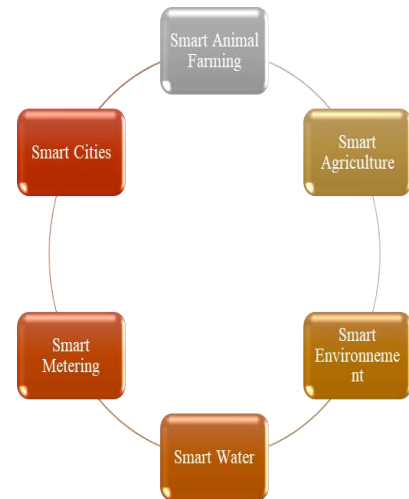 Smart Animal
Farming
Smart
Agriculture
Smart
Environneme
nt
Smart Water
Smart
Metering
Smart Cities